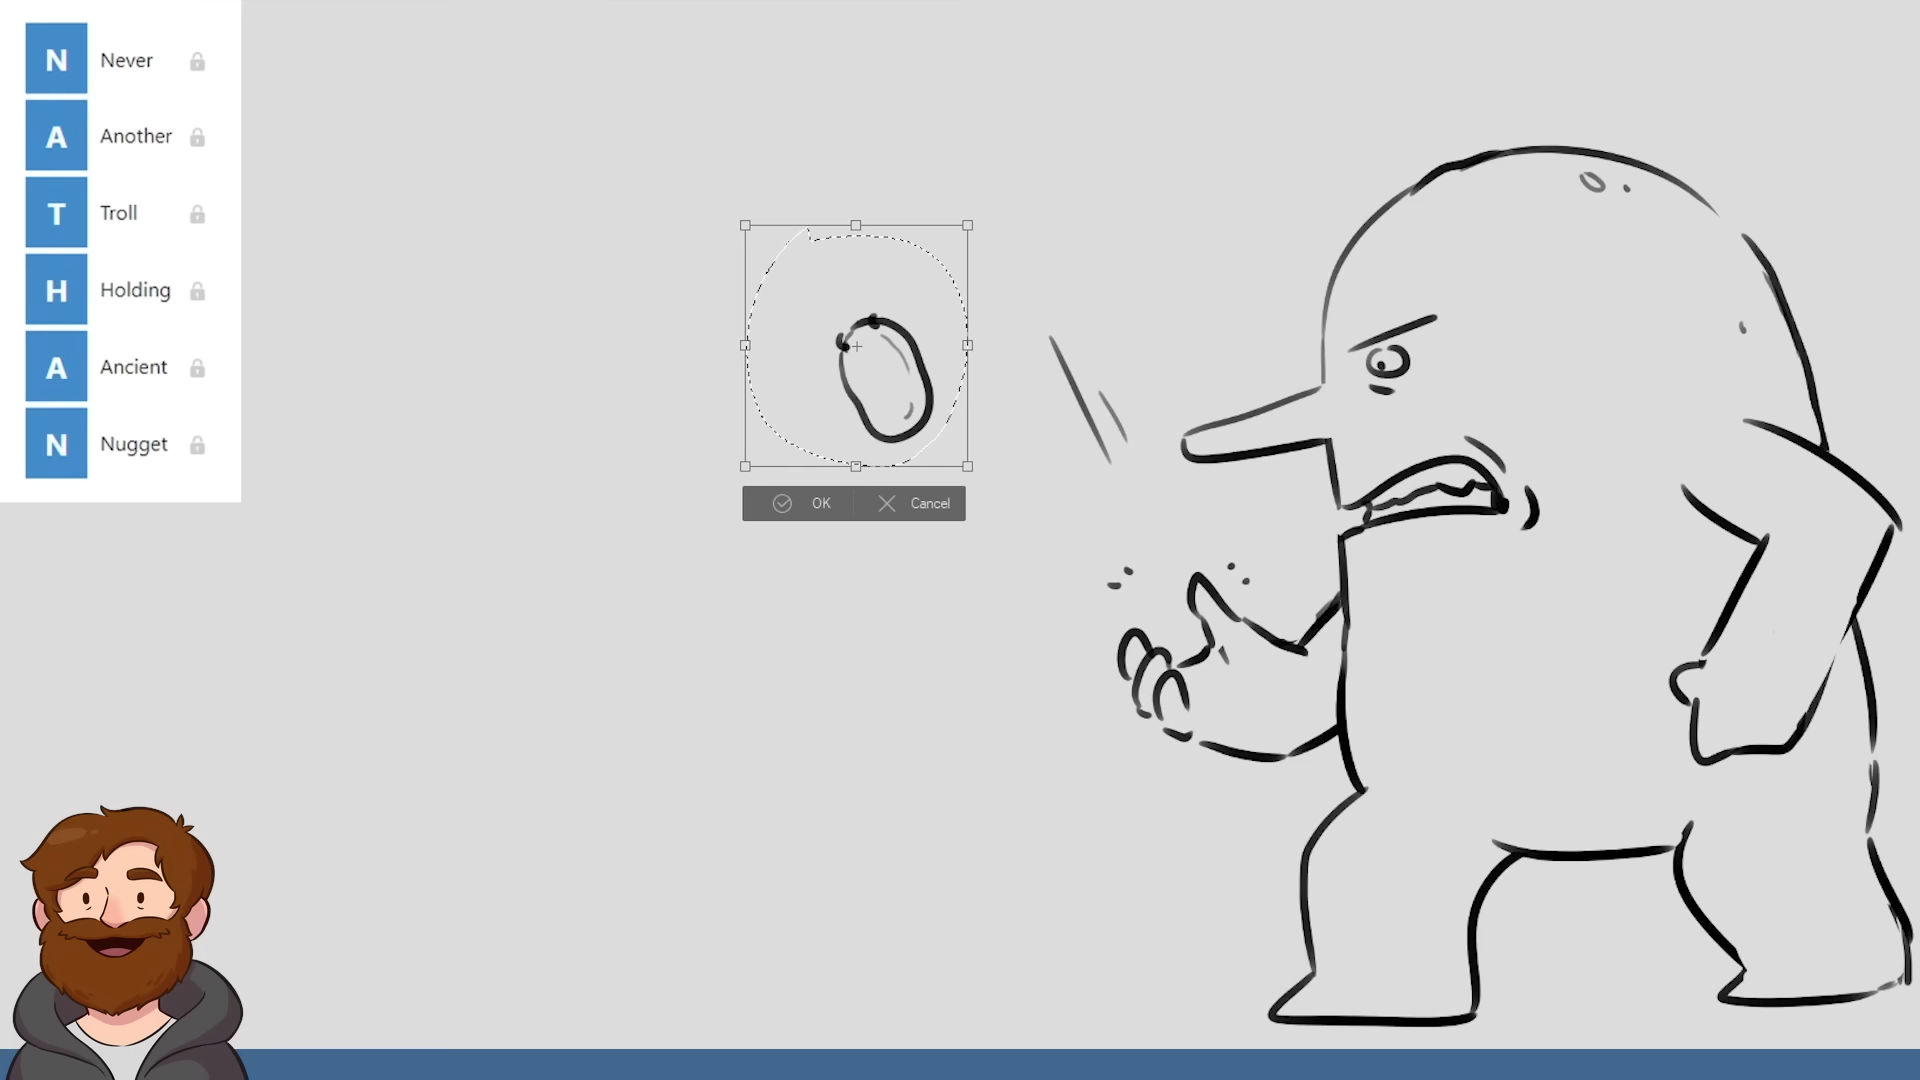 N Never
A Another
T Troll
H Holding
A Ancient
N Nugget
OK Cancel